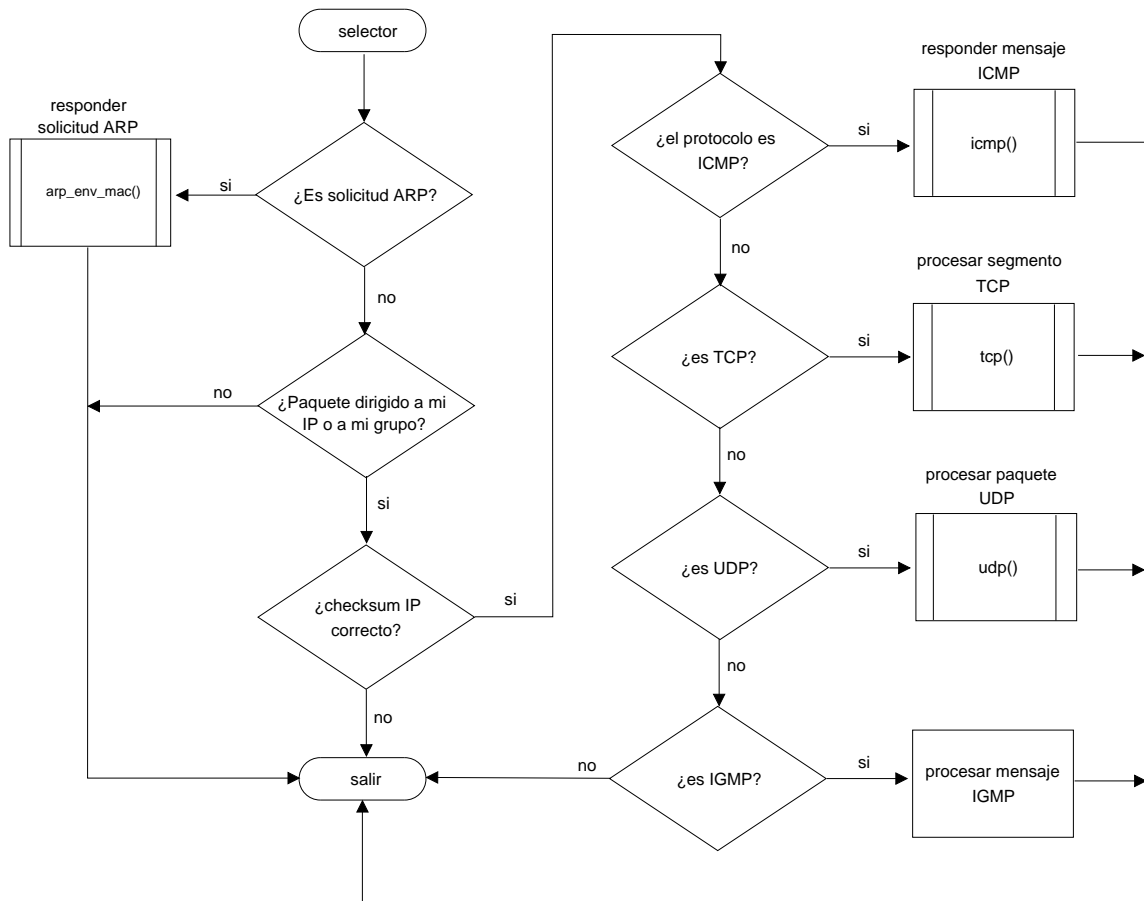 selector
responder
solicitud ARP
arp_env_mac()
si
¿Es solicitud ARP?
no
no
¿Paquete dirigido a mi
IP o a mi grupo?
si
¿checksum IP
correcto?
si
no
salir
¿el protocolo es
ICMP?
si
responder mensaje
ICMP
icmp()
no
¿es TCP?
si
procesar segmento
TCP
tcp()
no
¿es UDP?
si
procesar paquete
UDP
udp()
no
no
¿es IGMP?
si
procesar mensaje
IGMP